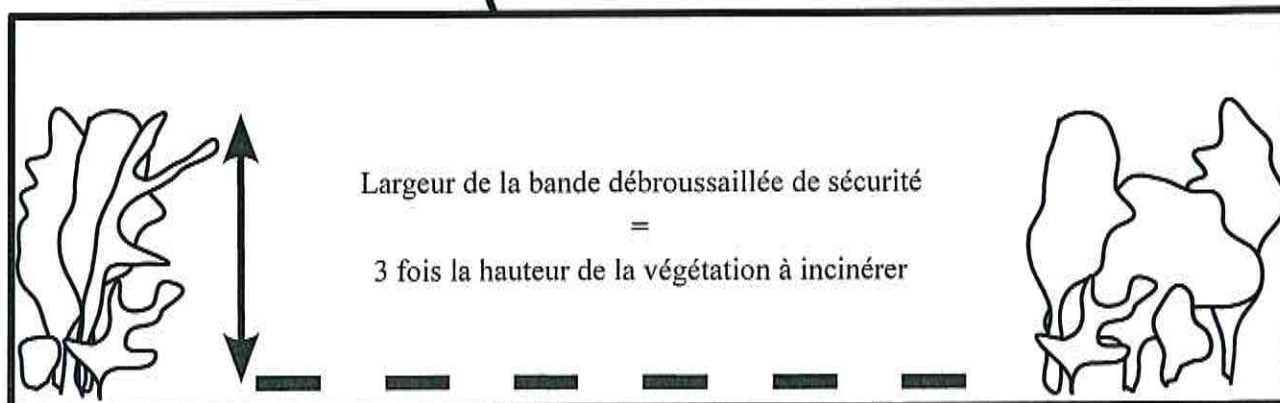 Largeur de la bande débroussaillée de sécurité
=
3 fois la hauteur de la végétation à incinérer